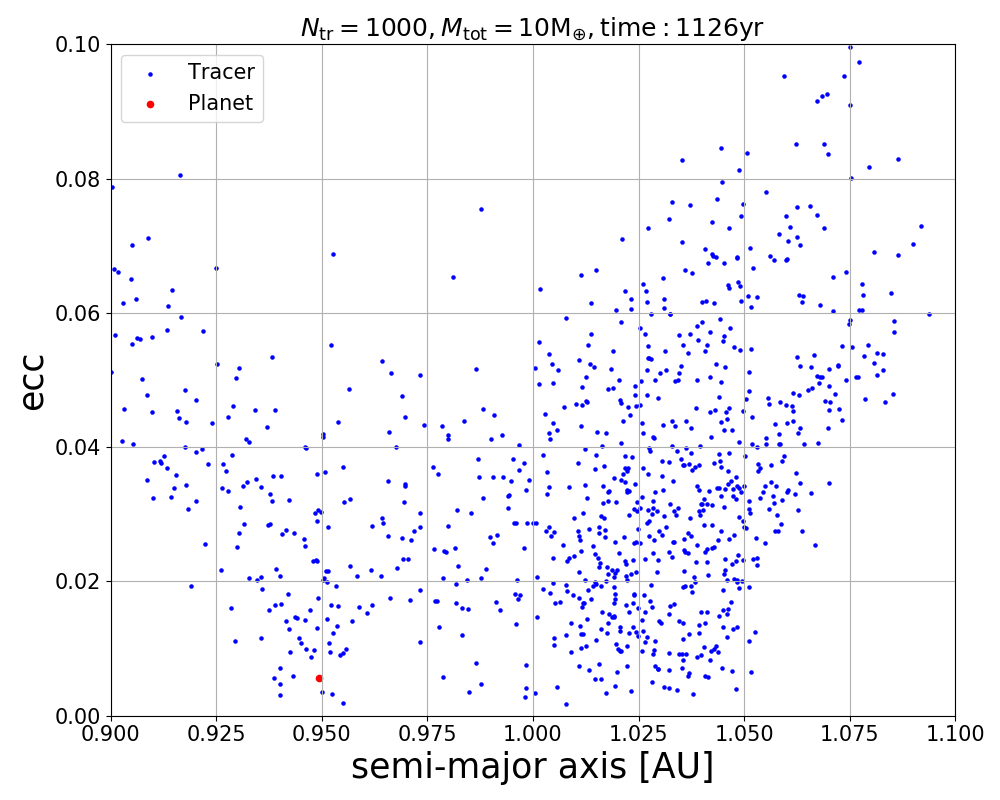 N_tr = 1000, M_tot = 10M_⊕, time : 1126yr
Tracer
Planet
ecc
0.10
0.08
0.06
0.04
0.02
0.00
0.900 0.925 0.950 0.975 1.000 1.025 1.050 1.075 1.100
semi-major axis [AU]